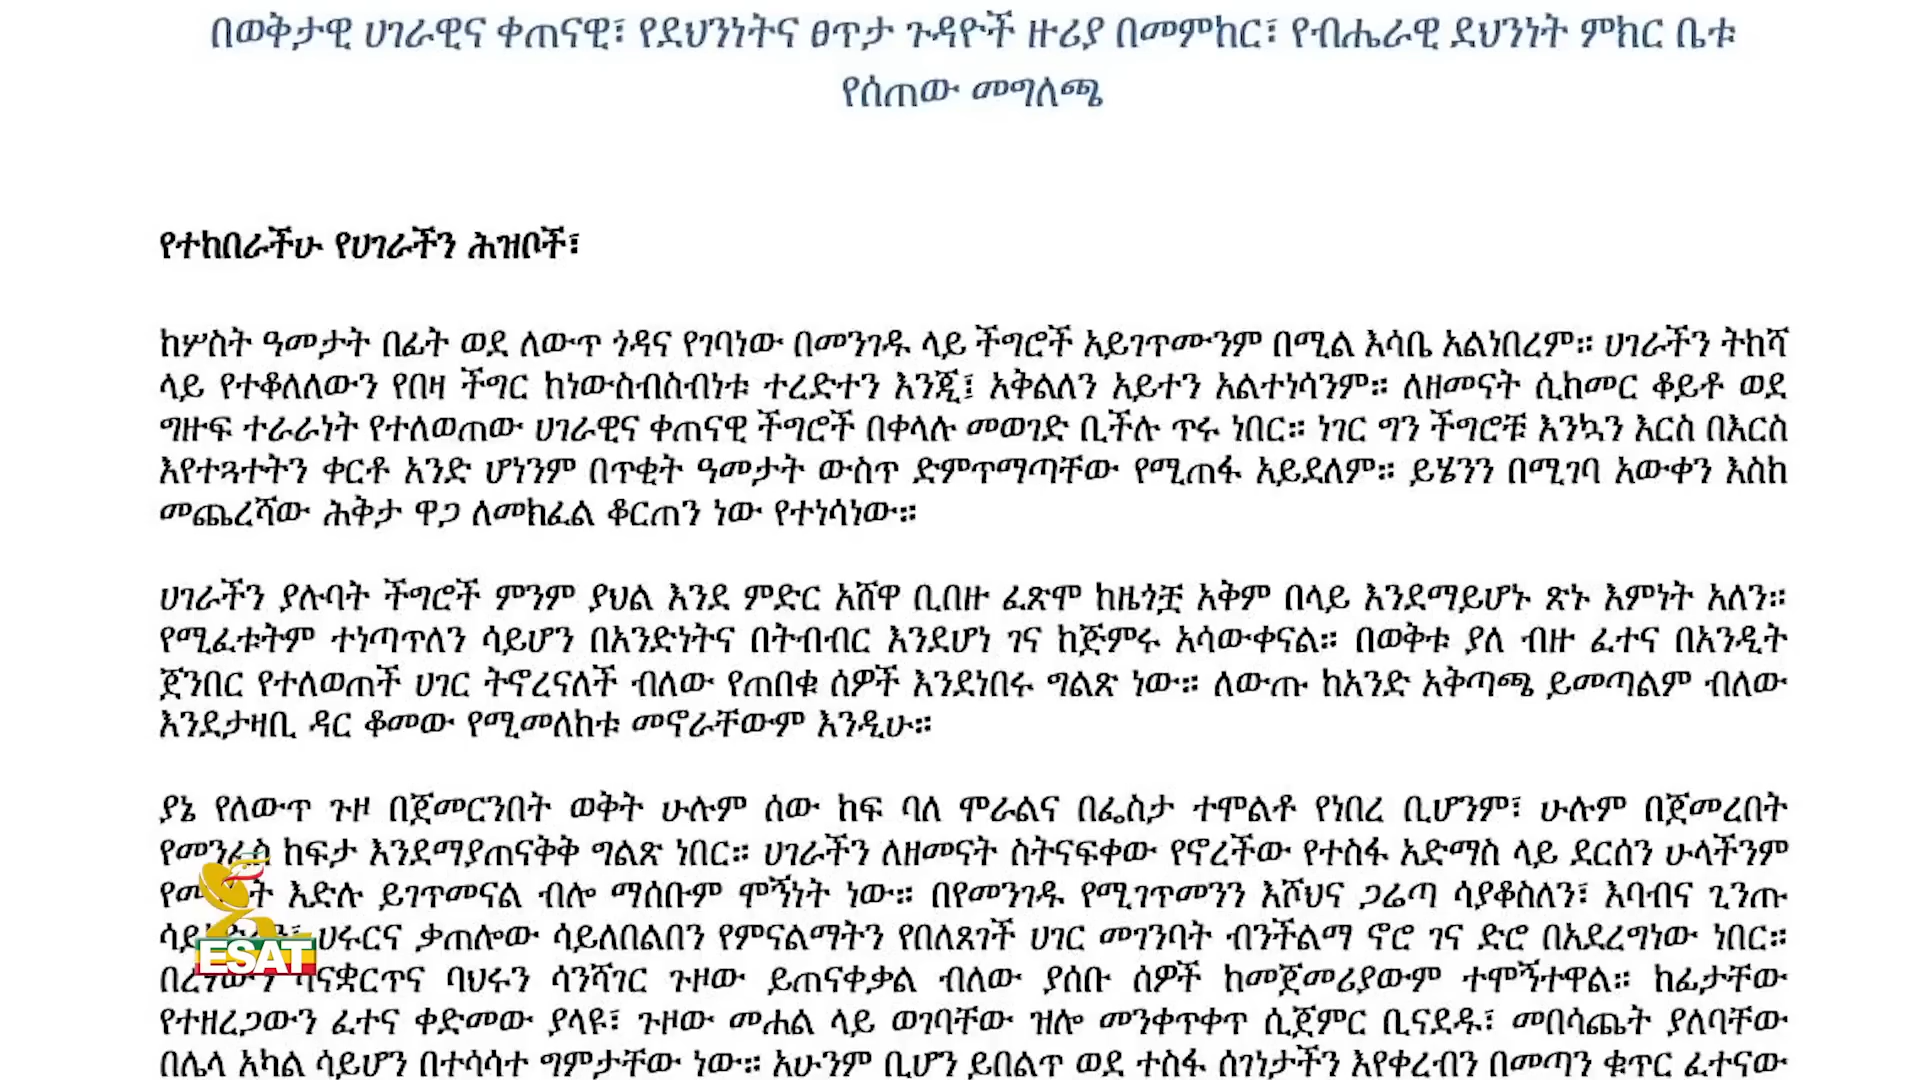 በወቅታዊ ሀገራዊና ቀጠናዊ፣ የደህንነትና ፀጥታ ጉዳዮች ዙሪያ በመምከር፣ የብሔራዊ ደህንነት ምክር ቤቱ
የሰጠው መግለጫ
የተከበራችሁ የሀገራችን ሕዝቦች፣
ከሦስት ዓመታት በፊት ወደ ለውጥ ጎዳና የገባነው በመንገዱ ላይ ችግሮች አይገጥሙንም በሚል እሳቤ አልነበረም። ሀገራችን ትከሻ
ላይ የተቆለለውን የበዛ ችግር ከነውስብስብነቱ ተረድተን እንጂ፤ አቅልለን አይተን አልተነሳንም። ለዘመናት ሲከመር ቆይቶ ወደ
ግዙፍ ተራራነት የተለወጠው ሀገራዊና ቀጠናዊ ችግሮች በቀላሉ መወገድ ቢችሉ ጥሩ ነበር። ነገር ግን ችግሮቹ እንኳን እርስ በእርስ
እየተጓተትን ቀርቶ አንድ ሆነንም በጥቂት ዓመታት ውስጥ ድምጥማጣቸው የሚጠፋ አይደለም። ይሄንን በሚገባ አውቀን እስከ
መጨረሻው ሕቅታ ዋጋ ለመክፈል ቆርጠን ነው የተነሳነው።
ሀገራችን ያሉባት ችግሮች ምንም ያህል እንደ ምድር አሸዋ ቢበዙ ፈጽሞ ከዜጎቿ አቅም በላይ እንደማይሆኑ ጽኑ እምነት አለን።
የሚፈቱትም ተነጣጥለን ሳይሆን በአንድነትና በትብብር እንደሆነ ገና ከጅምሩ አሳውቀናል። በወቅቱ ያለ ብዙ ፈተና በአንዲት
ጀንበር የተለወጠች ሀገር ትኖረናለች ብለው የጠበቁ ሰዎች እንደነበሩ ግልጽ ነው። ለውጡ ከአንድ አቅጣጫ ይመጣልም ብለው
እንደታዛቢ ዳር ቆመው የሚመለከቱ መኖራቸውም እንዲሁ።
ያኔ የለውጥ ጉዞ በጀመርንበት ወቅት ሁሉም ሰው ከፍ ባለ ሞራልና በፌስታ ተሞልቶ የነበረ ቢሆንም፣ ሁሉም በጀመረበት
የመንፈስ ከፍታ እንደማያጠናቅቅ ግልጽ ነበር። ሀገራችን ለዘመናት ስትናፍቀው የኖረችው የተስፋ አድማስ ላይ ደርሰን ሁላችንም
እድሉ ይገጥመናል ብሎ ማሰቡም ሞኝነት ነው። በየመንገዱ የሚገጥመንን እሾህና ጋሬጣ ሳያቆስለን፣ እባብና ጊንጡ
ሀሩርና ቃጠሎው ሳይለበልበን የምናልማትን የበለጸገች ሀገር መገንባት ብንችልማ ኖሮ ገና ድሮ በአደረግነው ነበር።
ሳናቋርጥና ባህሩን ሳንሻገር ጉዞው ይጠናቀቃል ብለው ያሰቡ ሰዎች ከመጀመሪያውም ተሞኝተዋል። ከፊታቸው
የተዘረጋውን ፈተና ቀድመው ያላዩ፣ ጉዞው መሐል ላይ ወገባቸው ዝሎ መንቀጥቀጥ ሲጀምር ቢናደዱ፣ መበሳጨት ያለባቸው
በሌላ አካል ሳይሆን በተሳሳተ ግምታቸው ነው። አሁንም ቢሆን ይበልጥ ወደ ተስፋ ሰገነታችን እየቀረብን በመጣን ቁጥር ፈተናው
ESAT